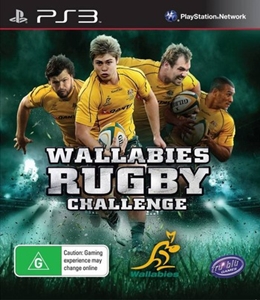 PS3
PlayStation Network
WALLABIES
RUGBY
CHALLENGE
G
Caution: Gaming
experience may
change online
Wallabies